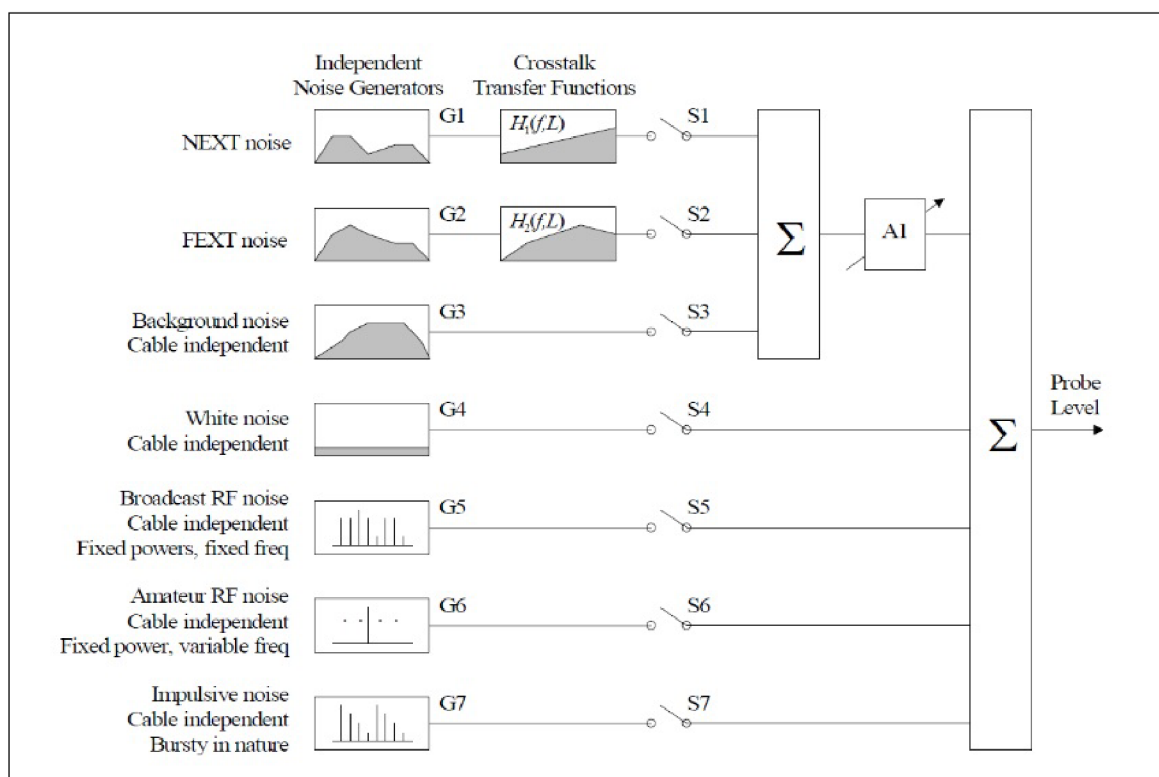 Independent
Noise Generators
Crosstalk
Transfer Functions
NEXT noise
G1
H₁(f,L)
S1
FEXT noise
G2
H₂(f,L)
S2
Σ
A1
Background noise
Cable independent
G3
S3
White noise
Cable independent
G4
S4
Σ
Probe
Level
Broadcast RF noise
Cable independent
Fixed powers, fixed freq
G5
S5
Amateur RF noise
Cable independent
Fixed power, variable freq
G6
S6
Impulsive noise
Cable independent
Bursty in nature
G7
S7